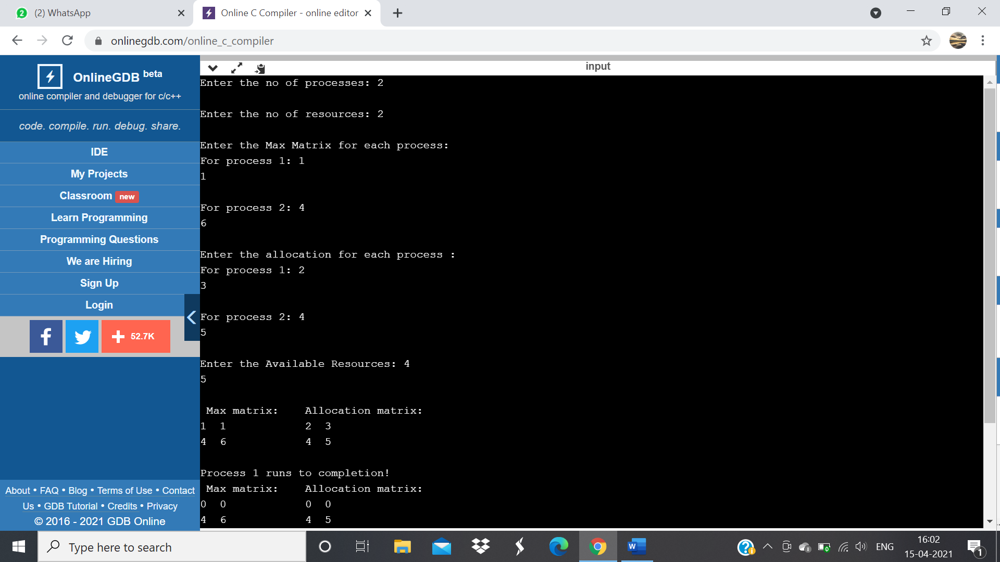 (2) WhatsApp
Online C Compiler - online editor
onlinegdb.com/online_c_compiler
OnlineGDB beta
online compiler and debugger for c/c++
code. compile. run. debug. share.
IDE
My Projects
Classroom new
Learn Programming
Programming Questions
We are Hiring
Sign Up
Login
52.7K
About • FAQ • Blog • Terms of Use • Contact
Us • GDB Tutorial • Credits • Privacy
© 2016 - 2021 GDB Online
input
Enter the no of processes: 2
Enter the no of resources: 2
Enter the Max Matrix for each process:
For process 1: 1
1
For process 2: 4
6
Enter the allocation for each process :
For process 1: 2
3
For process 2: 4
5
Enter the Available Resources: 4
5
Max matrix: Allocation matrix:
1 1 2 3
4 6 4 5
Process 1 runs to completion!
Max matrix: Allocation matrix:
0 0 0 0
4 6 4 5
Type here to search
ENG
16:02
15-04-2021
1